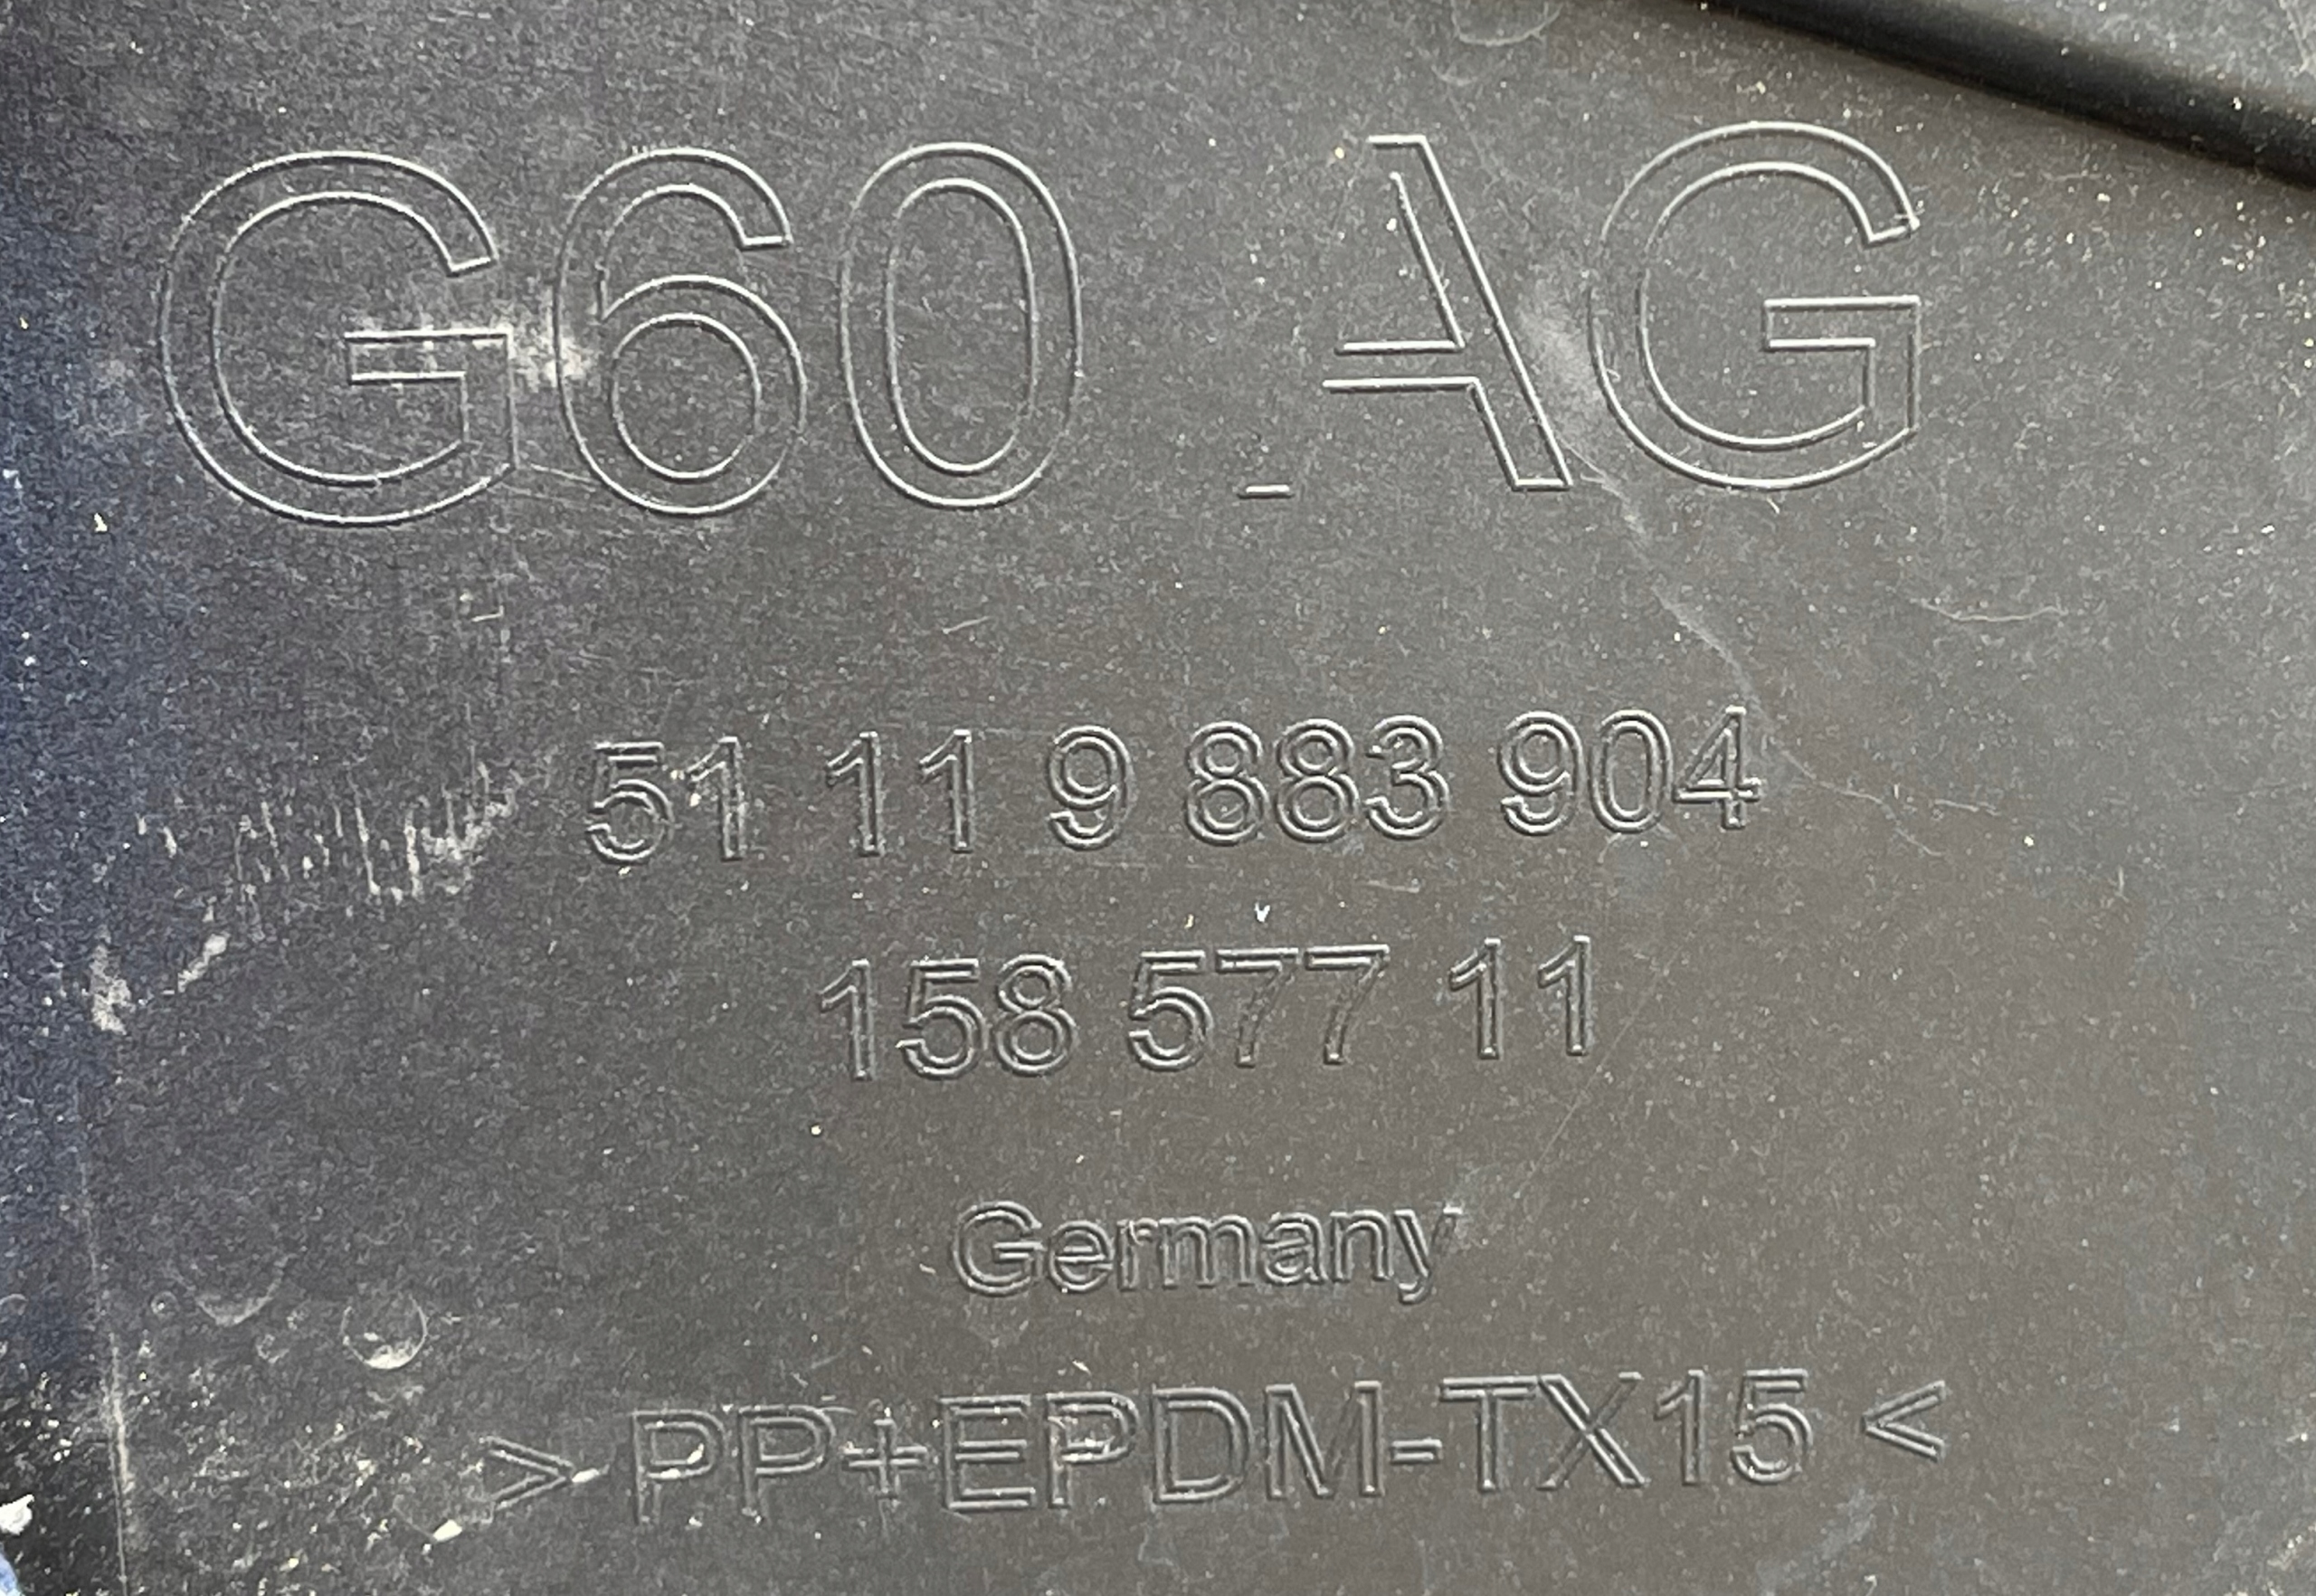 G60 AG
51 11 9 883 904
158 577 11
Germany
> PP+EPDM-TX15 <